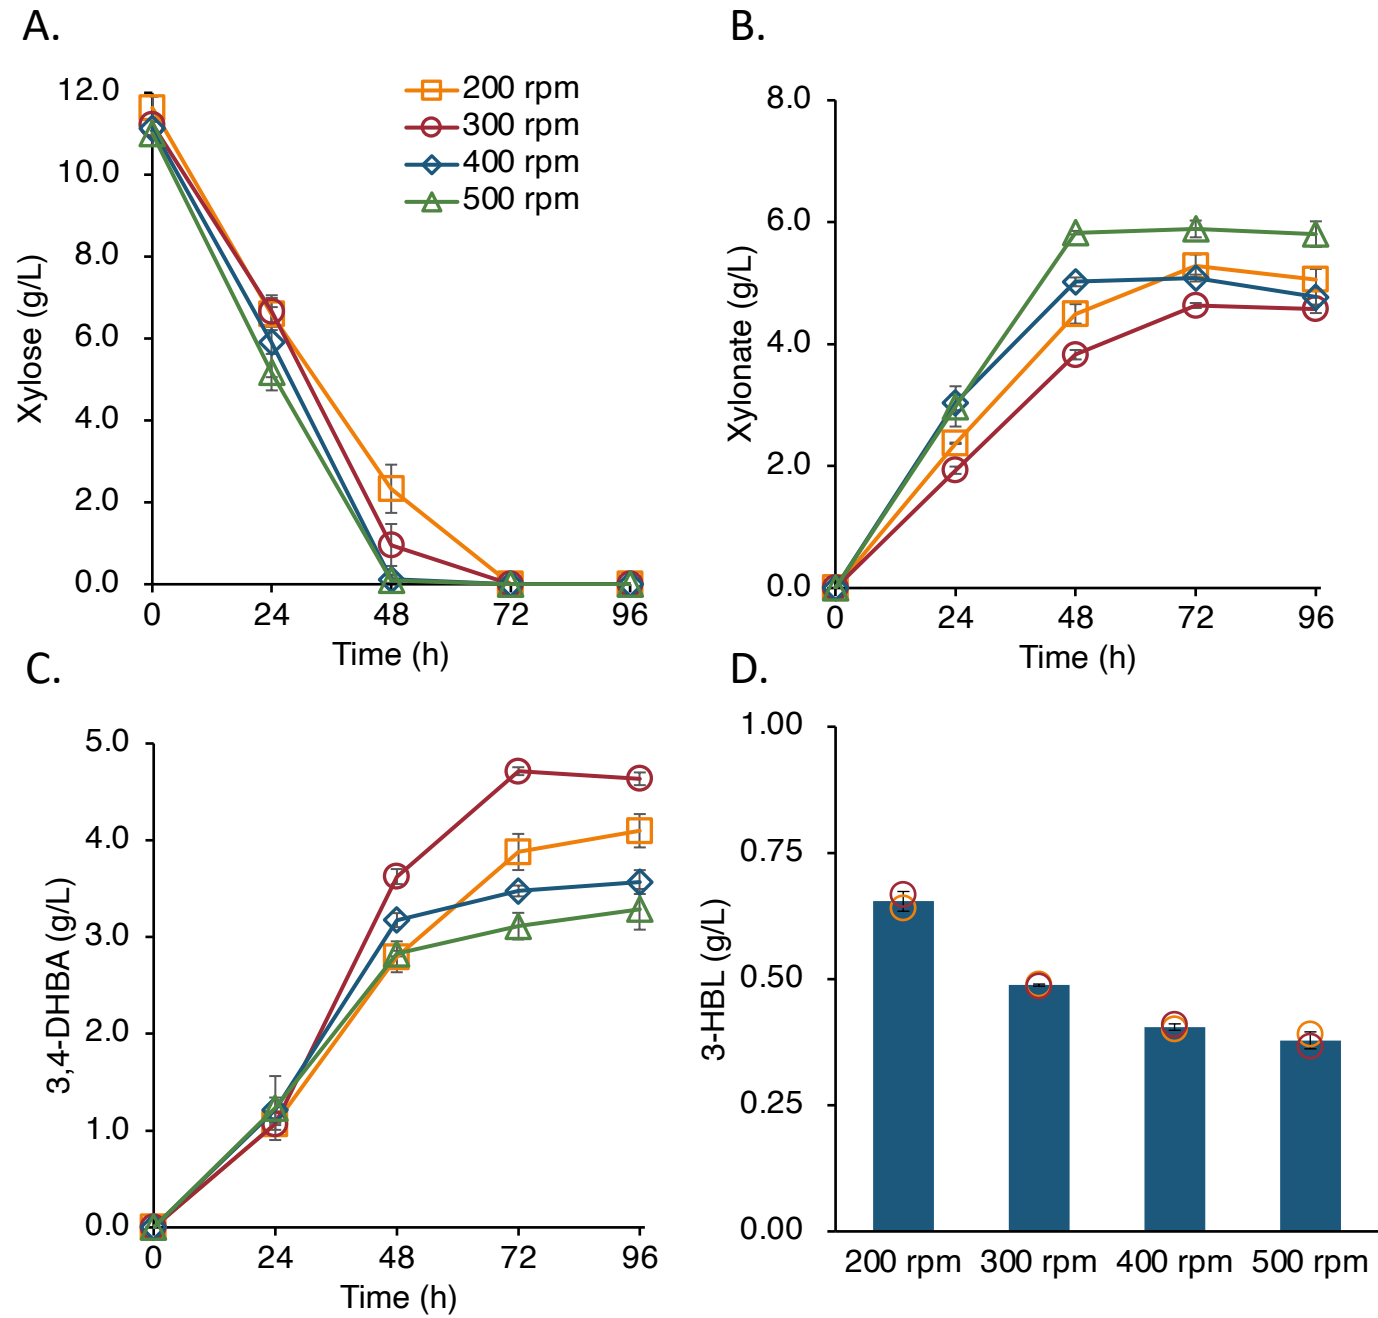 A.
12.0
10.0
8.0
6.0
4.0
2.0
0.0
Xylose (g/L)
200 rpm
300 rpm
400 rpm
500 rpm
0 24 48 72 96
Time (h)
B.
8.0
6.0
4.0
2.0
0.0
Xylonate (g/L)
0 24 48 72 96
Time (h)
C.
5.0
4.0
3.0
2.0
1.0
0.0
3,4-DHBA (g/L)
0 24 48 72 96
Time (h)
D.
1.00
0.75
0.50
0.25
0.00
3-HBL (g/L)
200 rpm 300 rpm 400 rpm 500 rpm